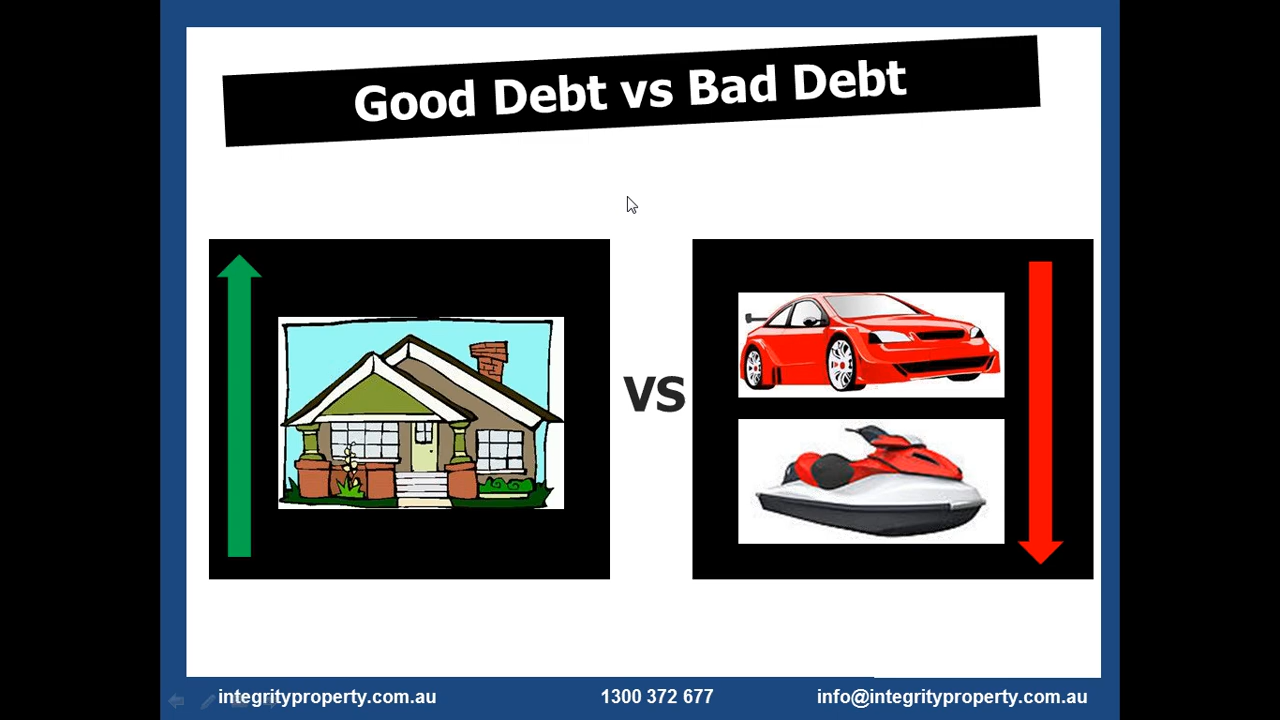 Good Debt vs Bad Debt
VS
integrityproperty.com.au
1300 372 677
info@integrityproperty.com.au